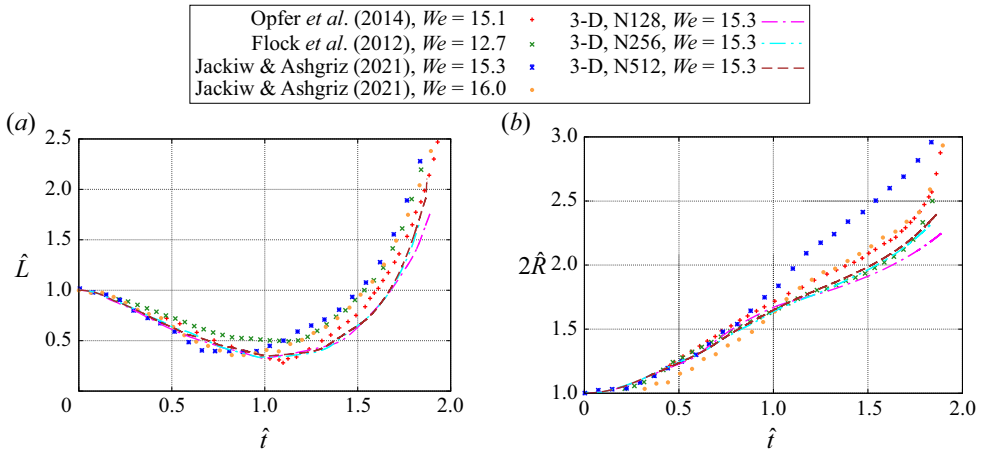 Opfer et al. (2014), We = 15.1
Flock et al. (2012), We = 12.7
Jackiw & Ashgriz (2021), We = 15.3
Jackiw & Ashgriz (2021), We = 16.0
3-D, N128, We = 15.3
3-D, N256, We = 15.3
3-D, N512, We = 15.3
(a)
2.5
2.0
1.5
L̂
1.0
0.5
0 0.5 1.0 1.5 2.0
t̂
(b)
3.0
2.5
2R̂
2.0
1.5
1.0
0 0.5 1.0 1.5 2.0
t̂